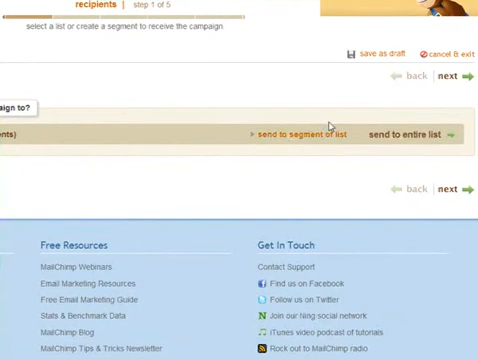 recipients | step 1 of 5
select a list or create a segment to receive the campaign
save as draft cancel & exit
back | next
aign to?
ents) send to segment of list send to entire list
back | next
Free Resources
MailChimp Webinars
Email Marketing Resources
Free Email Marketing Guide
Stats & Benchmark Data
MailChimp Blog
MailChimp Tips & Tricks Newsletter
Get In Touch
Contact Support
Find us on Facebook
Follow us on Twitter
Join our Ning social network
iTunes video podcast of tutorials
Rock out to MailChimp radio